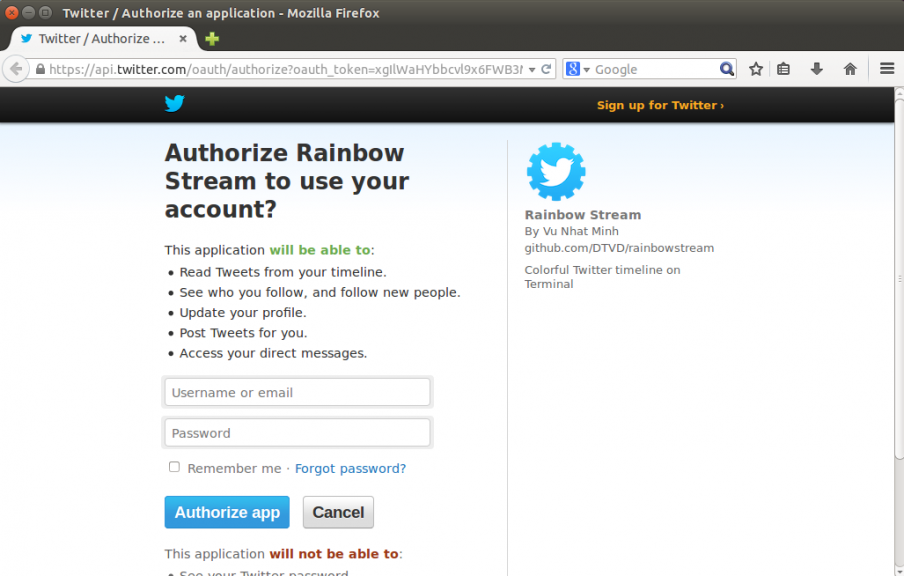 Twitter / Authorize an application - Mozilla Firefox
Twitter / Authorize ...
https://api.twitter.com/oauth/authorize?oauth_token=
Google
Sign up for Twitter ›
Authorize Rainbow
Stream to use your
account?
This application will be able to:
• Read Tweets from your timeline.
• See who you follow, and follow new people.
• Update your profile.
• Post Tweets for you.
• Access your direct messages.
Username or email
Password
Remember me · Forgot password?
Authorize app
Cancel
This application will not be able to:
• See your Twitter password.
Rainbow Stream
By Vu Nhat Minh
github.com/DTVD/rainbowstream
Colorful Twitter timeline on
Terminal